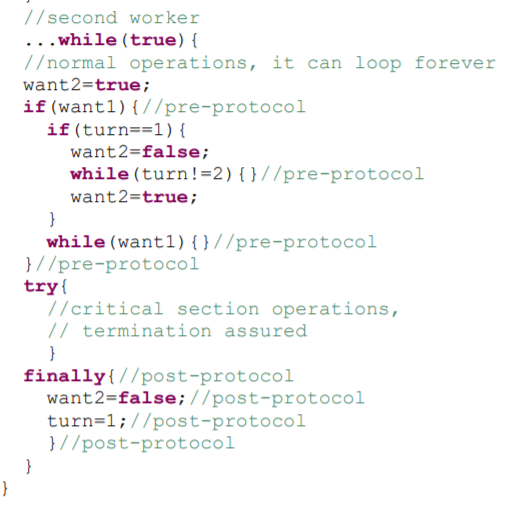 //second worker
...while(true){
//normal operations, it can loop forever
want2=true;
if(want1){//pre-protocol
if(turn==1){
want2=false;
while(turn!=2){}//pre-protocol
want2=true;
}
while(want1){}//pre-protocol
}//pre-protocol
try{
//critical section operations,
// termination assured
}
finally{//post-protocol
want2=false;//post-protocol
turn=1;//post-protocol
}//post-protocol
}
}